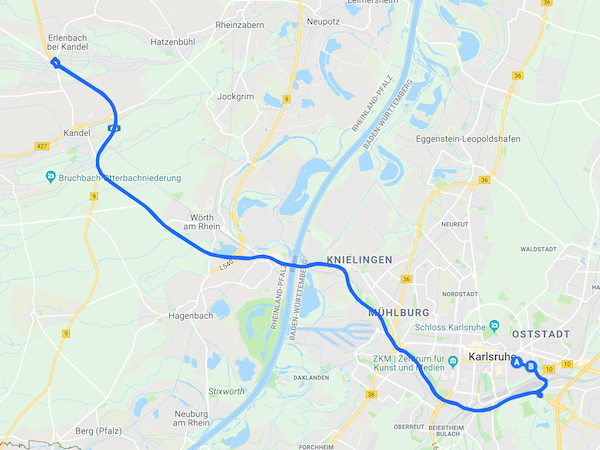 Leimersheim
Rheinzabern
Neupotz
36
Erlenbach
bei Kandel
Hatzenbühl
RHEINLAND-PFALZ
BADEN-WÜRTTEMBERG
36
Jockgrim
9
Kandel
Eggenstein-Leopoldshafen
427
Bruchbach-Otterbachniederung
36
9
Wörth
am Rhein
NEUREUT
WALDSTADT
L540
KNIELINGEN
RHEINLAND-PFALZ
BADEN-WÜRTTEMBERG
36
NORDSTADT
Hagenbach
MÜHLBURG
Schloss Karlsruhe
9
OSTSTADT
ZKM | Zentrum für
Kunst und Medien
Karlsruhe
A
B
10
10
DAXLANDEN
Stixwörth
Neuburg
am Rhein
OBERREUT
BEIERTHEIM
BULACH
Berg (Pfalz)
FORCHHEIM